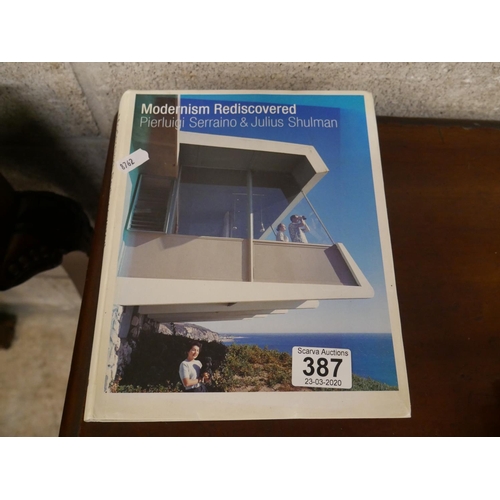 Modernism Rediscovered
Pierluigi Serraino & Julius Shulman
Scarva Auctions
387
23-03-2020